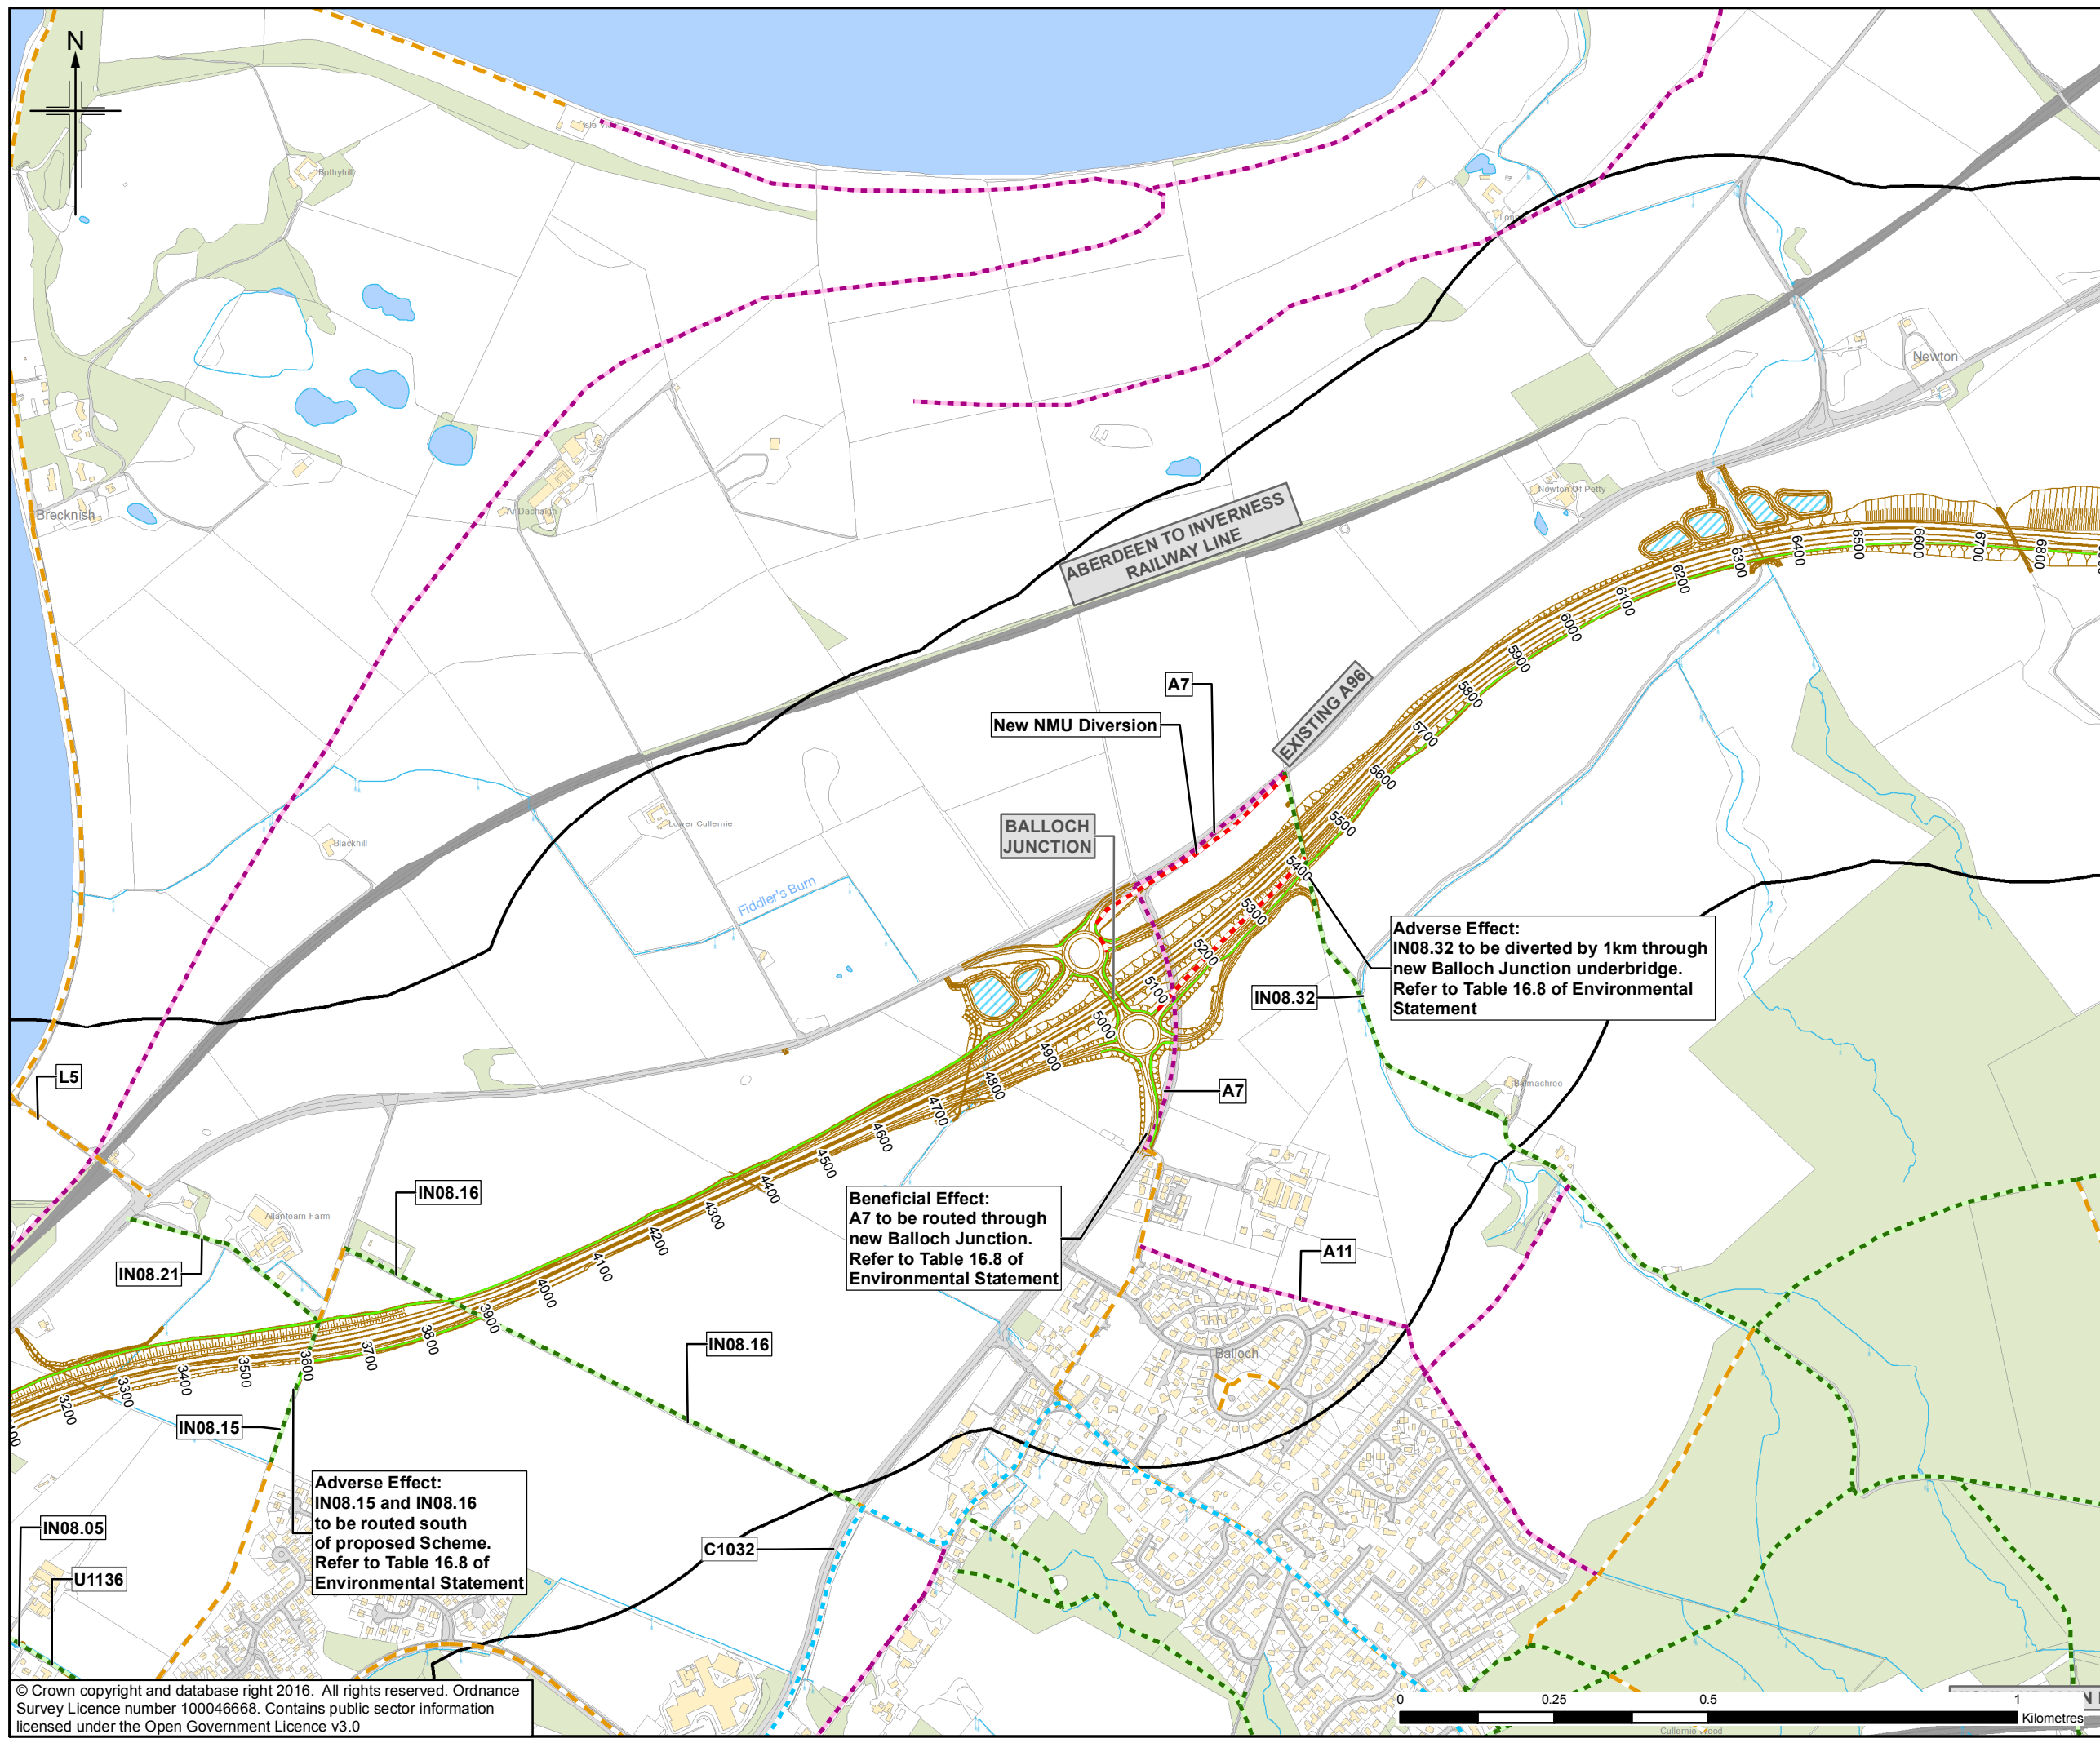 N
Isle View
Bothyhill
Newton
Brecknish
Ar Dachaigh
Newton Of Petty
ABERDEEN TO INVERNESS
RAILWAY LINE
6800
6700
6600
6500
6400
6300
6200
6100
6000
5900
5800
5700
5600
5500
5400
5300
5200
5100
5000
4900
4800
4700
4600
4500
4400
4300
4200
4100
4000
3900
3800
3700
3600
3500
3400
3300
3200
A7
New NMU Diversion
EXISTING A96
BALLOCH
JUNCTION
Lower Cullernie
Blackhill
Fiddler's Burn
Adverse Effect:
IN08.32 to be diverted by 1km through
new Balloch Junction underbridge.
Refer to Table 16.8 of Environmental
Statement
IN08.32
L5
A7
Balmachree
IN08.16
Allanfearn Farm
Beneficial Effect:
A7 to be routed through
new Balloch Junction.
Refer to Table 16.8 of
Environmental Statement
A11
IN08.21
IN08.16
Balloch
IN08.15
Adverse Effect:
IN08.15 and IN08.16
to be routed south
of proposed Scheme.
Refer to Table 16.8 of
Environmental Statement
IN08.05
C1032
U1136
© Crown copyright and database right 2016. All rights reserved. Ordnance
Survey Licence number 100046668. Contains public sector information
licensed under the Open Government Licence v3.0
0 0.25 0.5 1
Kilometres
Cullernie Wood